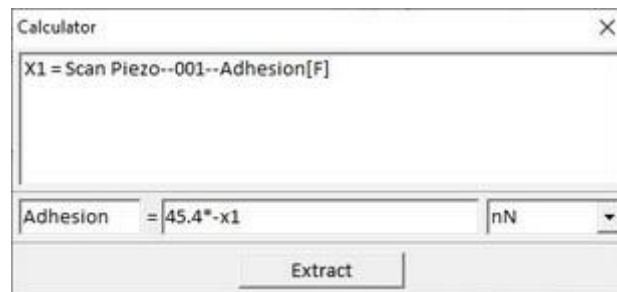 Calculator
X1 = Scan Piezo--001--Adhesion[F]
Adhesion = 45.4*-x1 nN
Extract